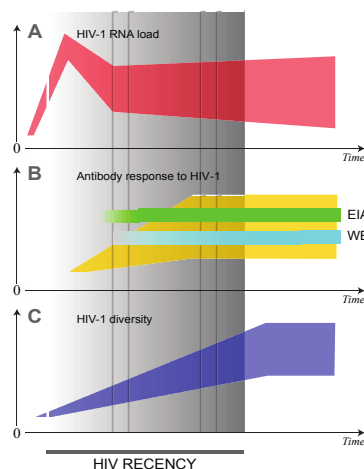 A
HIV-1 RNA load
0
Time
B
Antibody response to HIV-1
EIA
WB
0
Time
C
HIV-1 diversity
0
Time
HIV RECENCY